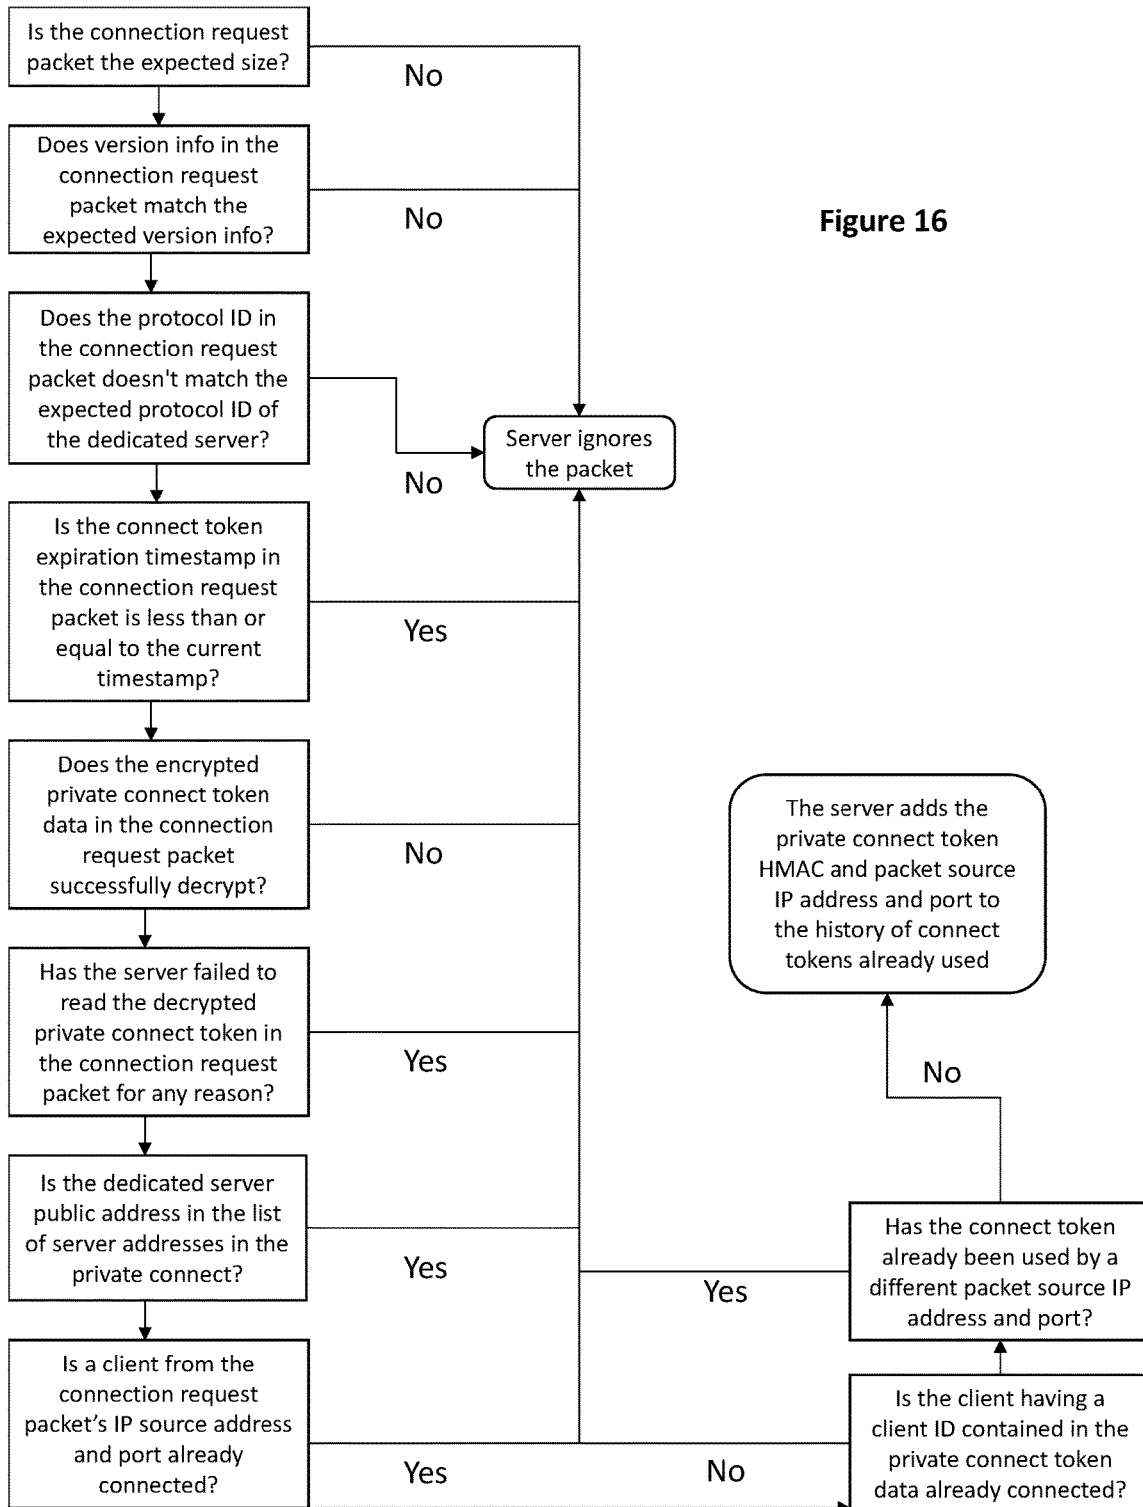 Is the connection request
packet the expected size?
No
Does version info in the
connection request
packet match the
expected version info?
No
Figure 16
Does the protocol ID in
the connection request
packet doesn't match the
expected protocol ID of
the dedicated server?
No
Server ignores
the packet
Is the connect token
expiration timestamp in
the connection request
packet is less than or
equal to the current
timestamp?
Yes
Does the encrypted
private connect token
data in the connection
request packet
successfully decrypt?
No
The server adds the
private connect token
HMAC and packet source
IP address and port to
the history of connect
tokens already used
Has the server failed to
read the decrypted
private connect token in
the connection request
packet for any reason?
Yes
No
Is the dedicated server
public address in the list
of server addresses in the
private connect?
Yes
Has the connect token
already been used by a
different packet source IP
address and port?
Yes
Is a client from the
connection request
packet's IP source address
and port already
connected?
Yes
No
Is the client having a
client ID contained in the
private connect token
data already connected?